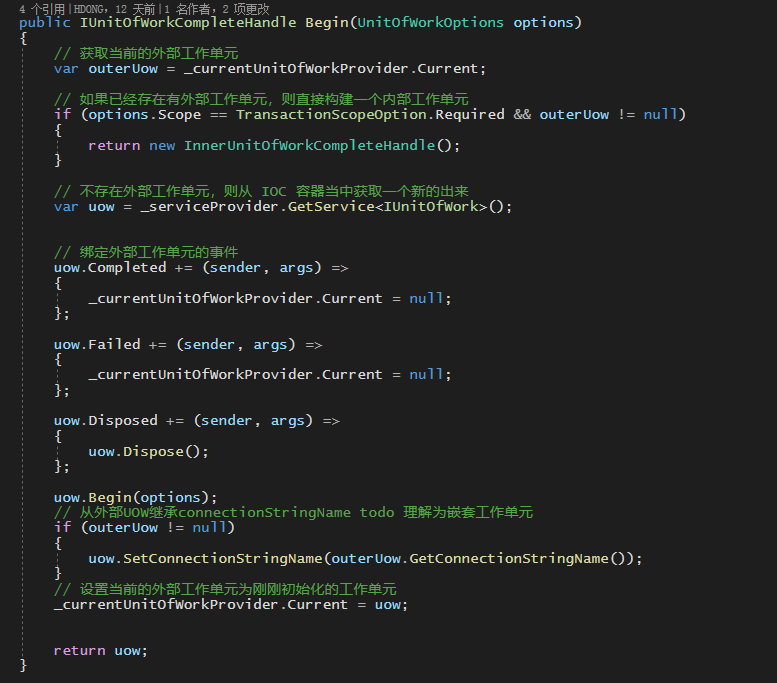 4 个引用|HDONG，12 天前|1 名作者，2 项更改
public IUnitOfWorkCompleteHandle Begin(UnitOfWorkOptions options)
{
// 获取当前的外部工作单元
var outerUow = _currentUnitOfWorkProvider.Current;
// 如果已经存在有外部工作单元，则直接构建一个内部工作单元
if (options.Scope == TransactionScopeOption.Required && outerUow != null)
{
return new InnerUnitOfWorkCompleteHandle();
}
// 不存在外部工作单元，则从 IOC 容器当中获取一个新的出来
var uow = _serviceProvider.GetService<IUnitOfWork>();
// 绑定外部工作单元的事件
uow.Completed += (sender, args) =>
{
_currentUnitOfWorkProvider.Current = null;
};
uow.Failed += (sender, args) =>
{
_currentUnitOfWorkProvider.Current = null;
};
uow.Disposed += (sender, args) =>
{
uow.Dispose();
};
uow.Begin(options);
// 从外部UOW继承connectionStringName todo 理解为嵌套工作单元
if (outerUow != null)
{
uow.SetConnectionStringName(outerUow.GetConnectionStringName());
}
// 设置当前的外部工作单元为刚刚初始化的工作单元
_currentUnitOfWorkProvider.Current = uow;
return uow;
}